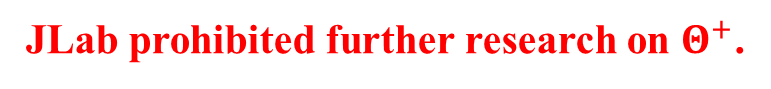 JLab prohibited further research on Θ⁺.